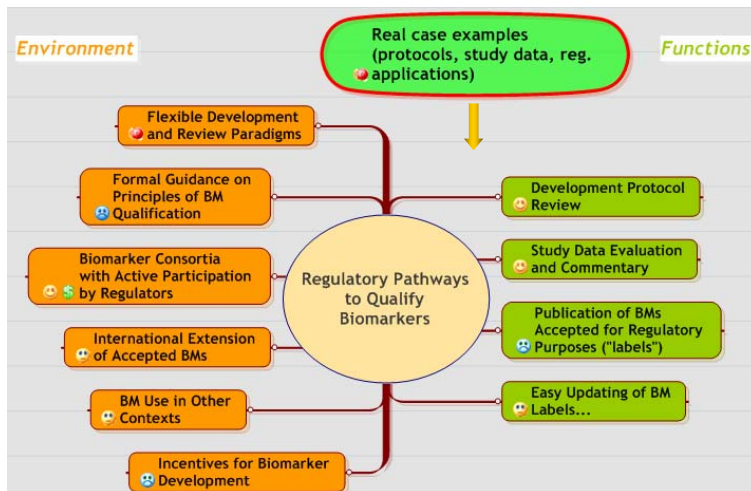 Environment
Real case examples
(protocols, study data, reg.
applications)
Functions
Flexible Development
and Review Paradigms
Formal Guidance on
Principles of BM
Qualification
Biomarker Consortia
with Active Participation
by Regulators
International Extension
of Accepted BMs
BM Use in Other
Contexts
Incentives for Biomarker
Development
Regulatory Pathways
to Qualify
Biomarkers
Development Protocol
Review
Study Data Evaluation
and Commentary
Publication of BMs
Accepted for Regulatory
Purposes ("labels")
Easy Updating of BM
Labels...